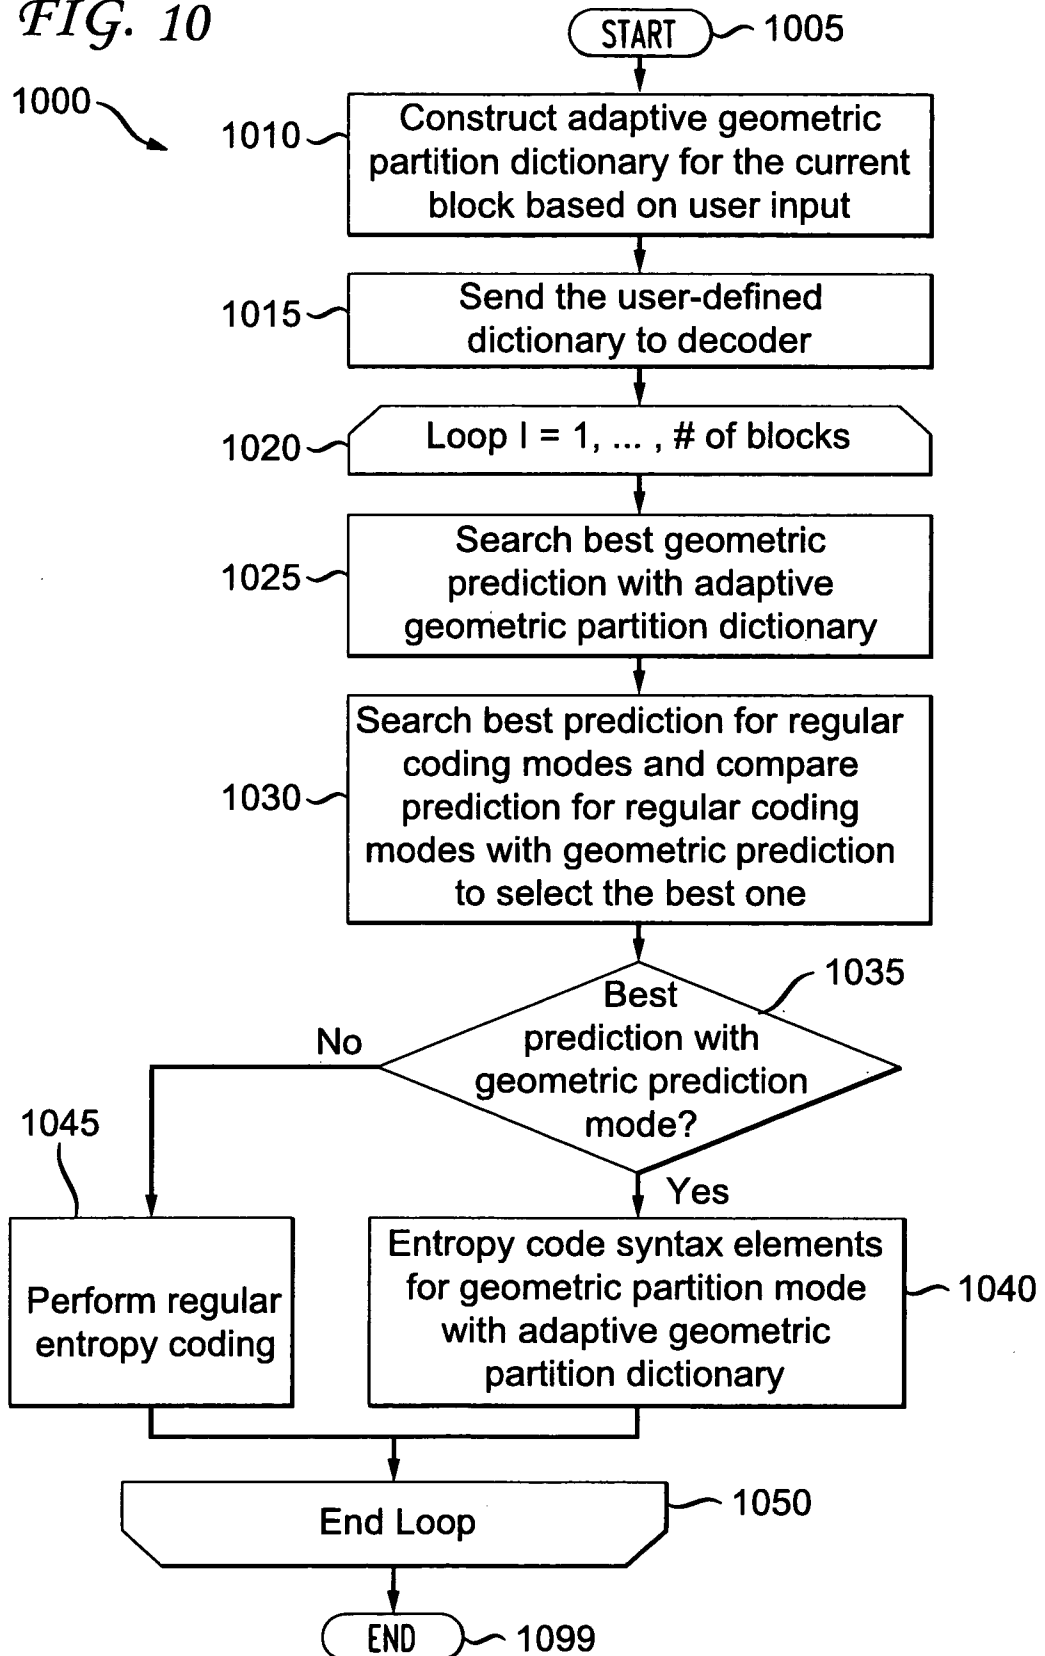 FIG. 10
START
1005
1000
1010
Construct adaptive geometric
partition dictionary for the current
block based on user input
1015
Send the user-defined
dictionary to decoder
1020
Loop I = 1, ... , # of blocks
1025
Search best geometric
prediction with adaptive
geometric partition dictionary
1030
Search best prediction for regular
coding modes and compare
prediction for regular coding
modes with geometric prediction
to select the best one
1035
Best
prediction with
geometric prediction
mode?
No
Yes
1045
Perform regular
entropy coding
Entropy code syntax elements
for geometric partition mode
with adaptive geometric
partition dictionary
1040
End Loop
1050
END
1099